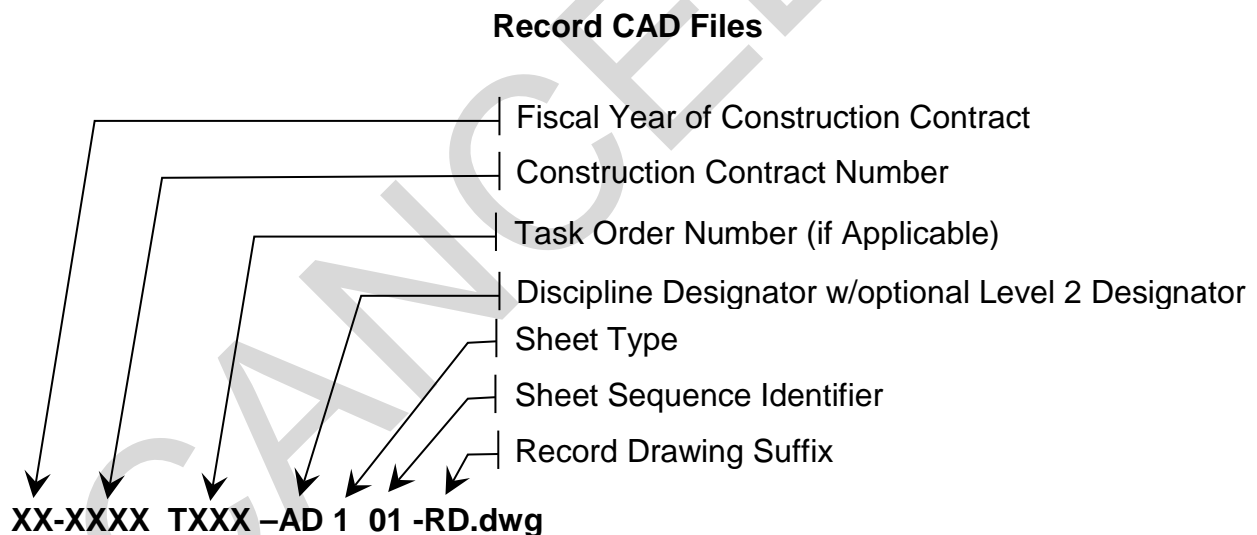 Record CAD Files
Fiscal Year of Construction Contract
Construction Contract Number
Task Order Number (if Applicable)
Discipline Designator w/optional Level 2 Designator
Sheet Type
Sheet Sequence Identifier
Record Drawing Suffix
XX-XXXX TXXX –AD 1 01 -RD.dwg
CANCEL